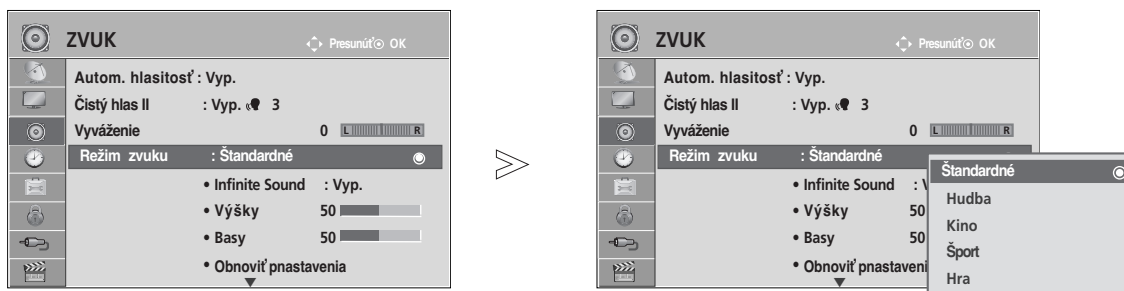 ZVUK
Presunúť OK
Autom. hlasitosť : Vyp.
Čistý hlas II : Vyp. 3
Vyváženie 0 L R
Režim zvuku : Štandardné
• Infinite Sound : Vyp.
• Výšky 50
• Basy 50
• Obnoviť pnastavenia
ZVUK
Presunúť OK
Autom. hlasitosť : Vyp.
Čistý hlas II : Vyp. 3
Vyváženie 0 L R
Režim zvuku : Štandardné
• Infinite Sound : V
• Výšky 50
• Basy 50
• Obnoviť pnastaveni
Štandardné
Hudba
Kino
Šport
Hra